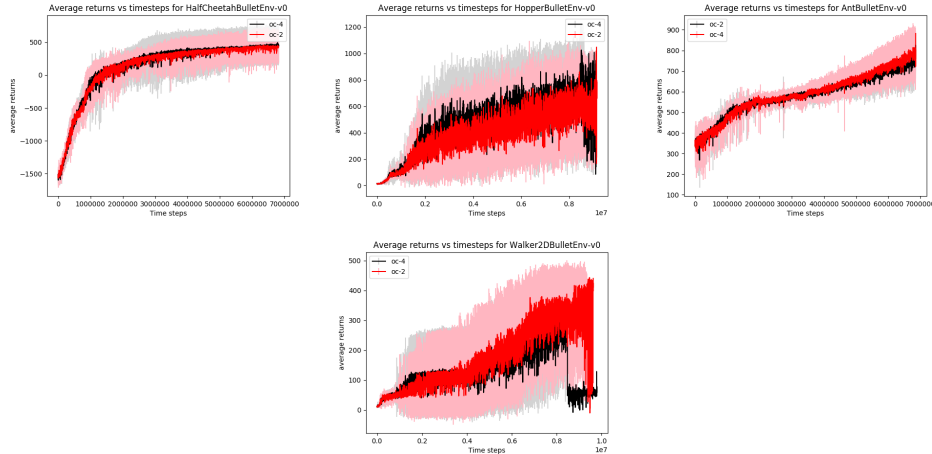 Average returns vs timesteps for HalfCheetahBulletEnv-v0
oc-4
oc-2
500
0
−500
−1000
−1500
average returns
0 1000000 2000000 3000000 4000000 5000000 6000000 7000000
Time steps
Average returns vs timesteps for HopperBulletEnv-v0
oc-4
oc-2
1200
1000
800
600
400
200
0
average returns
0.0 0.2 0.4 0.6 0.8
1e7
Time steps
Average returns vs timesteps for AntBulletEnv-v0
oc-2
oc-4
900
800
700
600
500
400
300
200
100
average returns
0 1000000 2000000 3000000 4000000 5000000 6000000 7000000
Time steps
Average returns vs timesteps for Walker2DBulletEnv-v0
oc-4
oc-2
500
400
300
200
100
0
average returns
0.0 0.2 0.4 0.6 0.8 1.0
1e7
Time steps